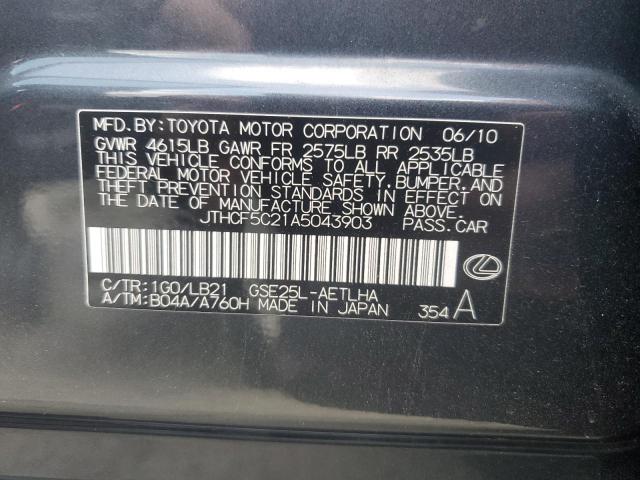 MFD. BY: TOYOTA MOTOR CORPORATION 06/10
GVWR 4615LB GAWR FR 2575LB RR 2535LB
THIS VEHICLE CONFORMS TO ALL APPLICABLE
FEDERAL MOTOR VEHICLE SAFETY, BUMPER, AND
THEFT PREVENTION STANDARDS IN EFFECT ON
THE DATE OF MANUFACTURE SHOWN ABOVE.
JTHCF5C21A5043903 PASS. CAR
C/TR: 1G0/LB21 GSE25L-AETLHA
A/TM: B04A/A760H MADE IN JAPAN 354 A